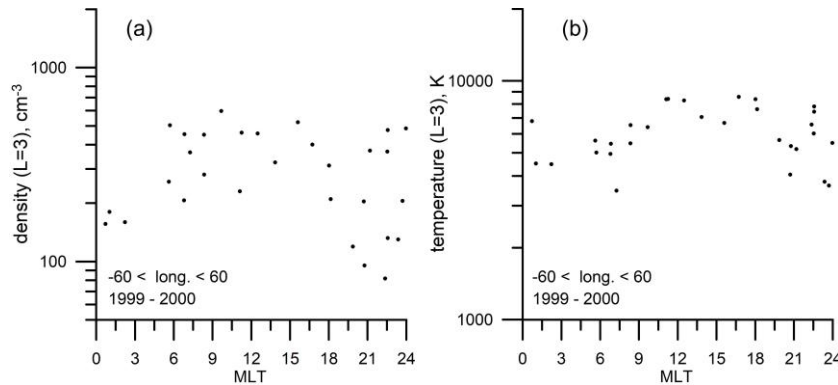 (a)
1000
100
density (L=3), cm-3
-60 < long. < 60
1999 - 2000
0 3 6 9 12 15 18 21 24
MLT
(b)
10000
1000
temperature (L=3), K
-60 < long. < 60
1999 - 2000
0 3 6 9 12 15 18 21 24
MLT